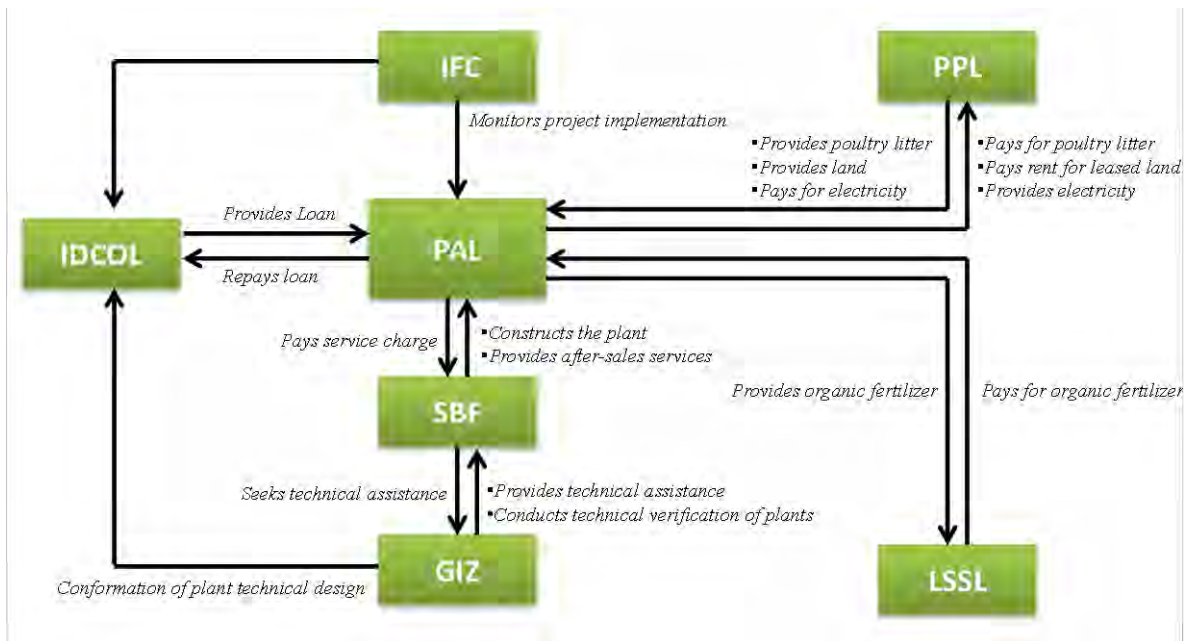 IFC
PPL
Monitors project implementation
▪Provides poultry litter
▪Provides land
▪Pays for electricity
▪Pays for poultry litter
▪Pays rent for leased land
▪Provides electricity
IDCOL
Provides Loan
Repays loan
PAL
Pays service charge
▪Constructs the plant
▪Provides after-sales services
Provides organic fertilizer
Pays for organic fertilizer
SBF
Seeks technical assistance
▪Provides technical assistance
▪Conducts technical verification of plants
GIZ
Conformation of plant technical design
LSSL